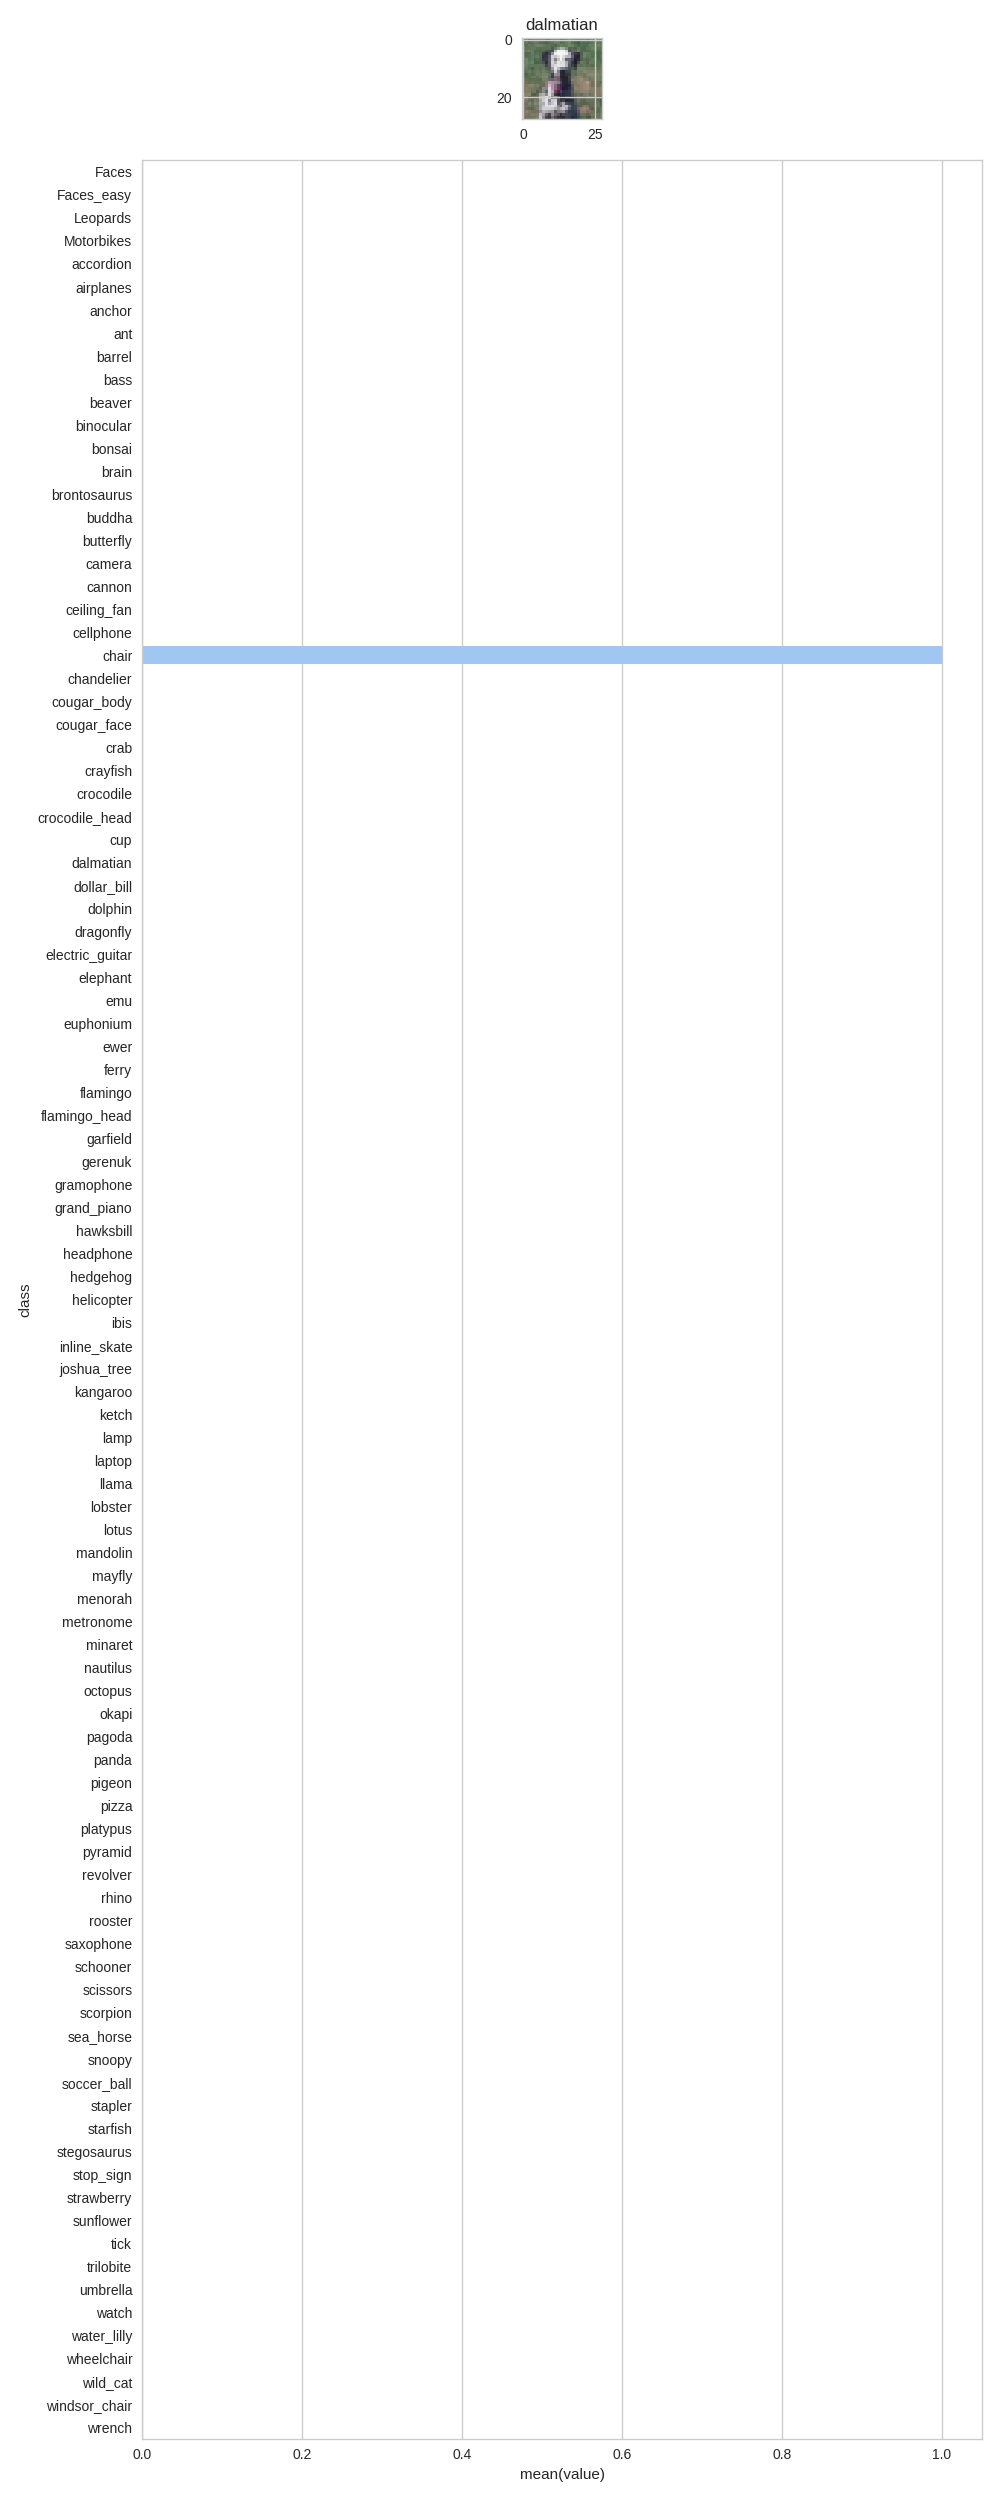 dalmatian
0
20
0 25
Faces
Faces_easy
Leopards
Motorbikes
accordion
airplanes
anchor
ant
barrel
bass
beaver
binocular
bonsai
brain
brontosaurus
buddha
butterfly
camera
cannon
ceiling_fan
cellphone
chair
chandelier
cougar_body
cougar_face
crab
crayfish
crocodile
crocodile_head
cup
dalmatian
dollar_bill
dolphin
dragonfly
electric_guitar
elephant
emu
euphonium
ewer
ferry
flamingo
flamingo_head
garfield
gerenuk
gramophone
grand_piano
hawksbill
headphone
hedgehog
helicopter
ibis
inline_skate
joshua_tree
kangaroo
ketch
lamp
laptop
llama
lobster
lotus
mandolin
mayfly
menorah
metronome
minaret
nautilus
octopus
okapi
pagoda
panda
pigeon
pizza
platypus
pyramid
revolver
rhino
rooster
saxophone
schooner
scissors
scorpion
sea_horse
snoopy
soccer_ball
stapler
starfish
stegosaurus
stop_sign
strawberry
sunflower
tick
trilobite
umbrella
watch
water_lilly
wheelchair
wild_cat
windsor_chair
wrench
class
0.0 0.2 0.4 0.6 0.8 1.0
mean(value)